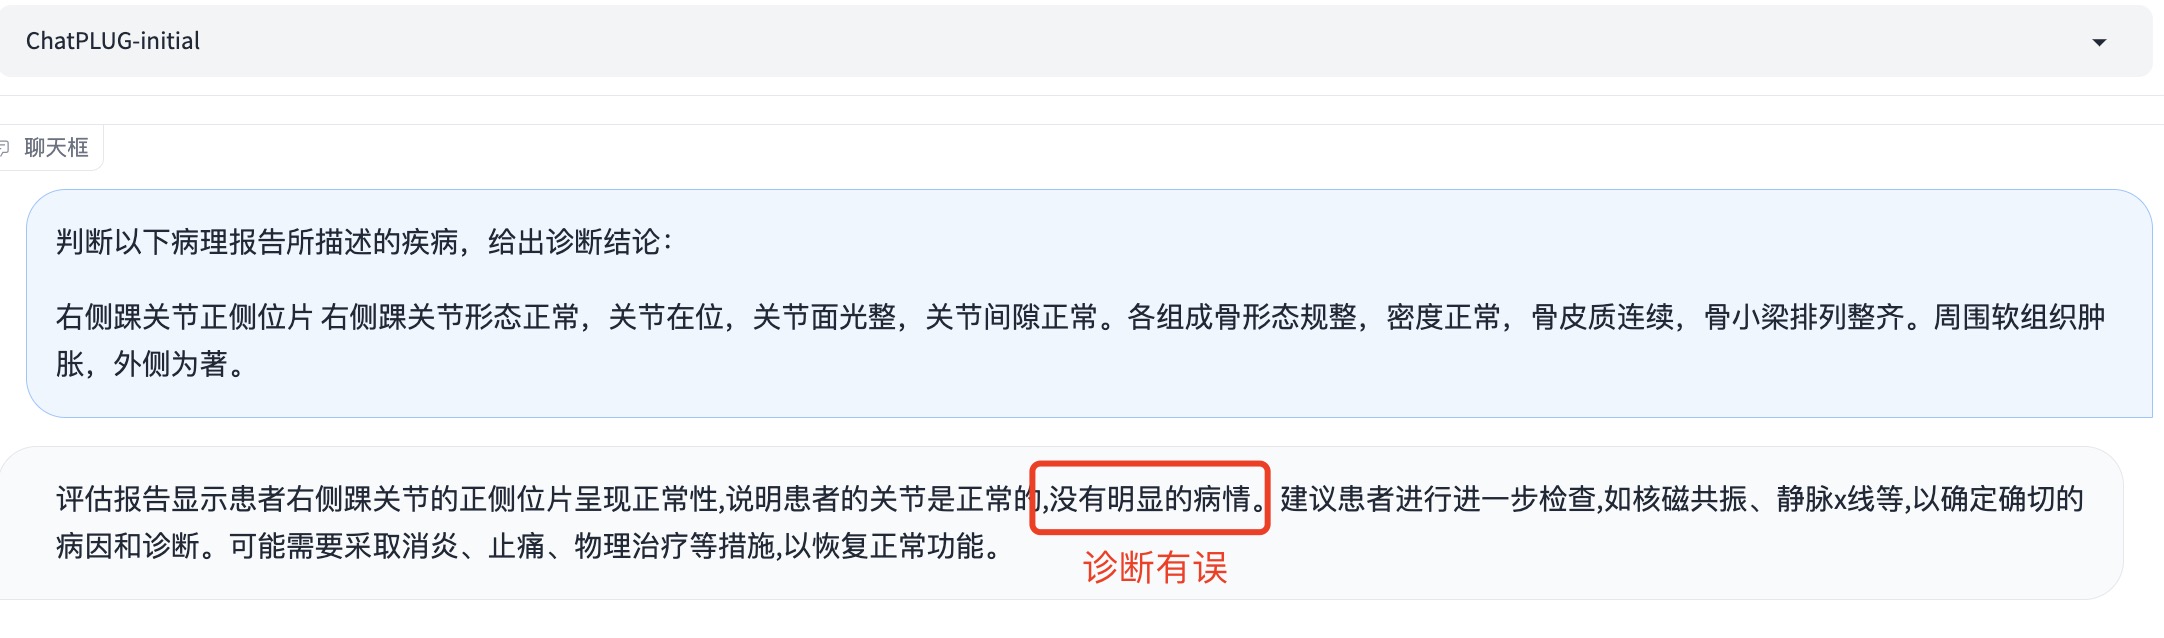 ChatPLUG-initial
聊天框
判断以下病理报告所描述的疾病，给出诊断结论：
右侧踝关节正侧位片 右侧踝关节形态正常，关节在位，关节面光整，关节间隙正常。各组成骨形态规整，密度正常，骨皮质连续，骨小梁排列整齐。周围软组织肿
胀，外侧为著。
评估报告显示患者右侧踝关节的正侧位片呈现正常性,说明患者的关节是正常的,没有明显的病情。建议患者进行进一步检查,如核磁共振、静脉x线等,以确定确切的
病因和诊断。可能需要采取消炎、止痛、物理治疗等措施,以恢复正常功能。
诊断有误